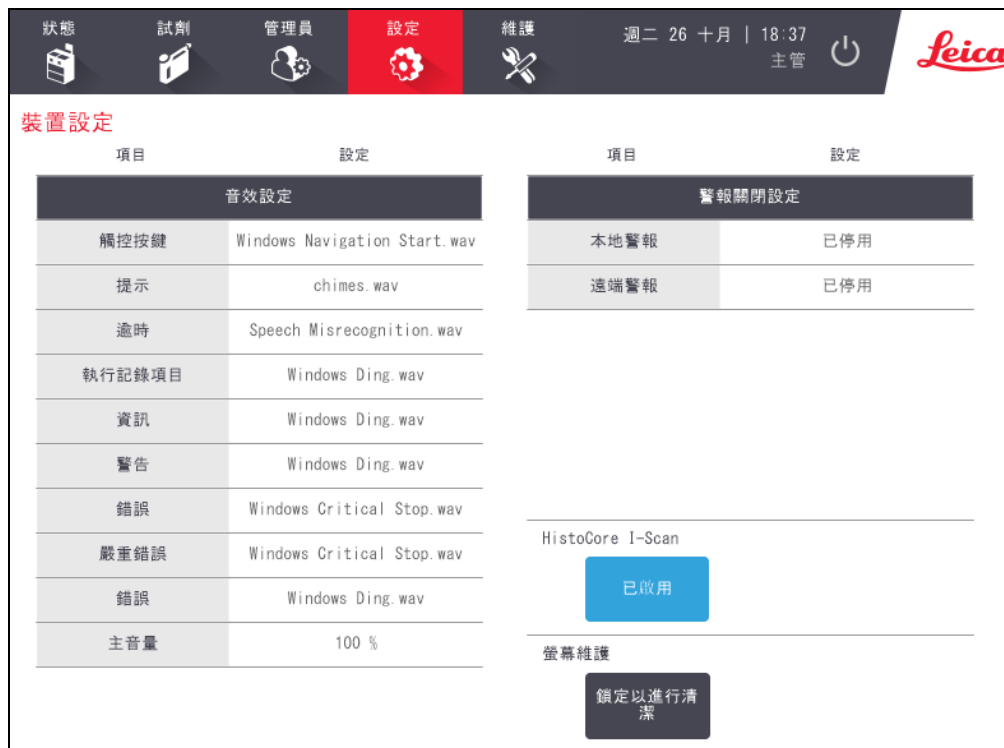 狀態 試劑 管理員 設定 維護 週二 26 十月 | 18:37
主管
Leica
裝置設定
項目 設定
音效設定
觸控按鍵 Windows Navigation Start.wav
提示 chimes.wav
逾時 Speech Misrecognition.wav
執行記錄項目 Windows Ding.wav
資訊 Windows Ding.wav
警告 Windows Ding.wav
錯誤 Windows Critical Stop.wav
嚴重錯誤 Windows Critical Stop.wav
錯誤 Windows Ding.wav
主音量 100 %
項目 設定
警報關閉設定
本地警報 已停用
遠端警報 已停用
HistoCore I-Scan
已啟用
螢幕維護
鎖定以進行清
潔